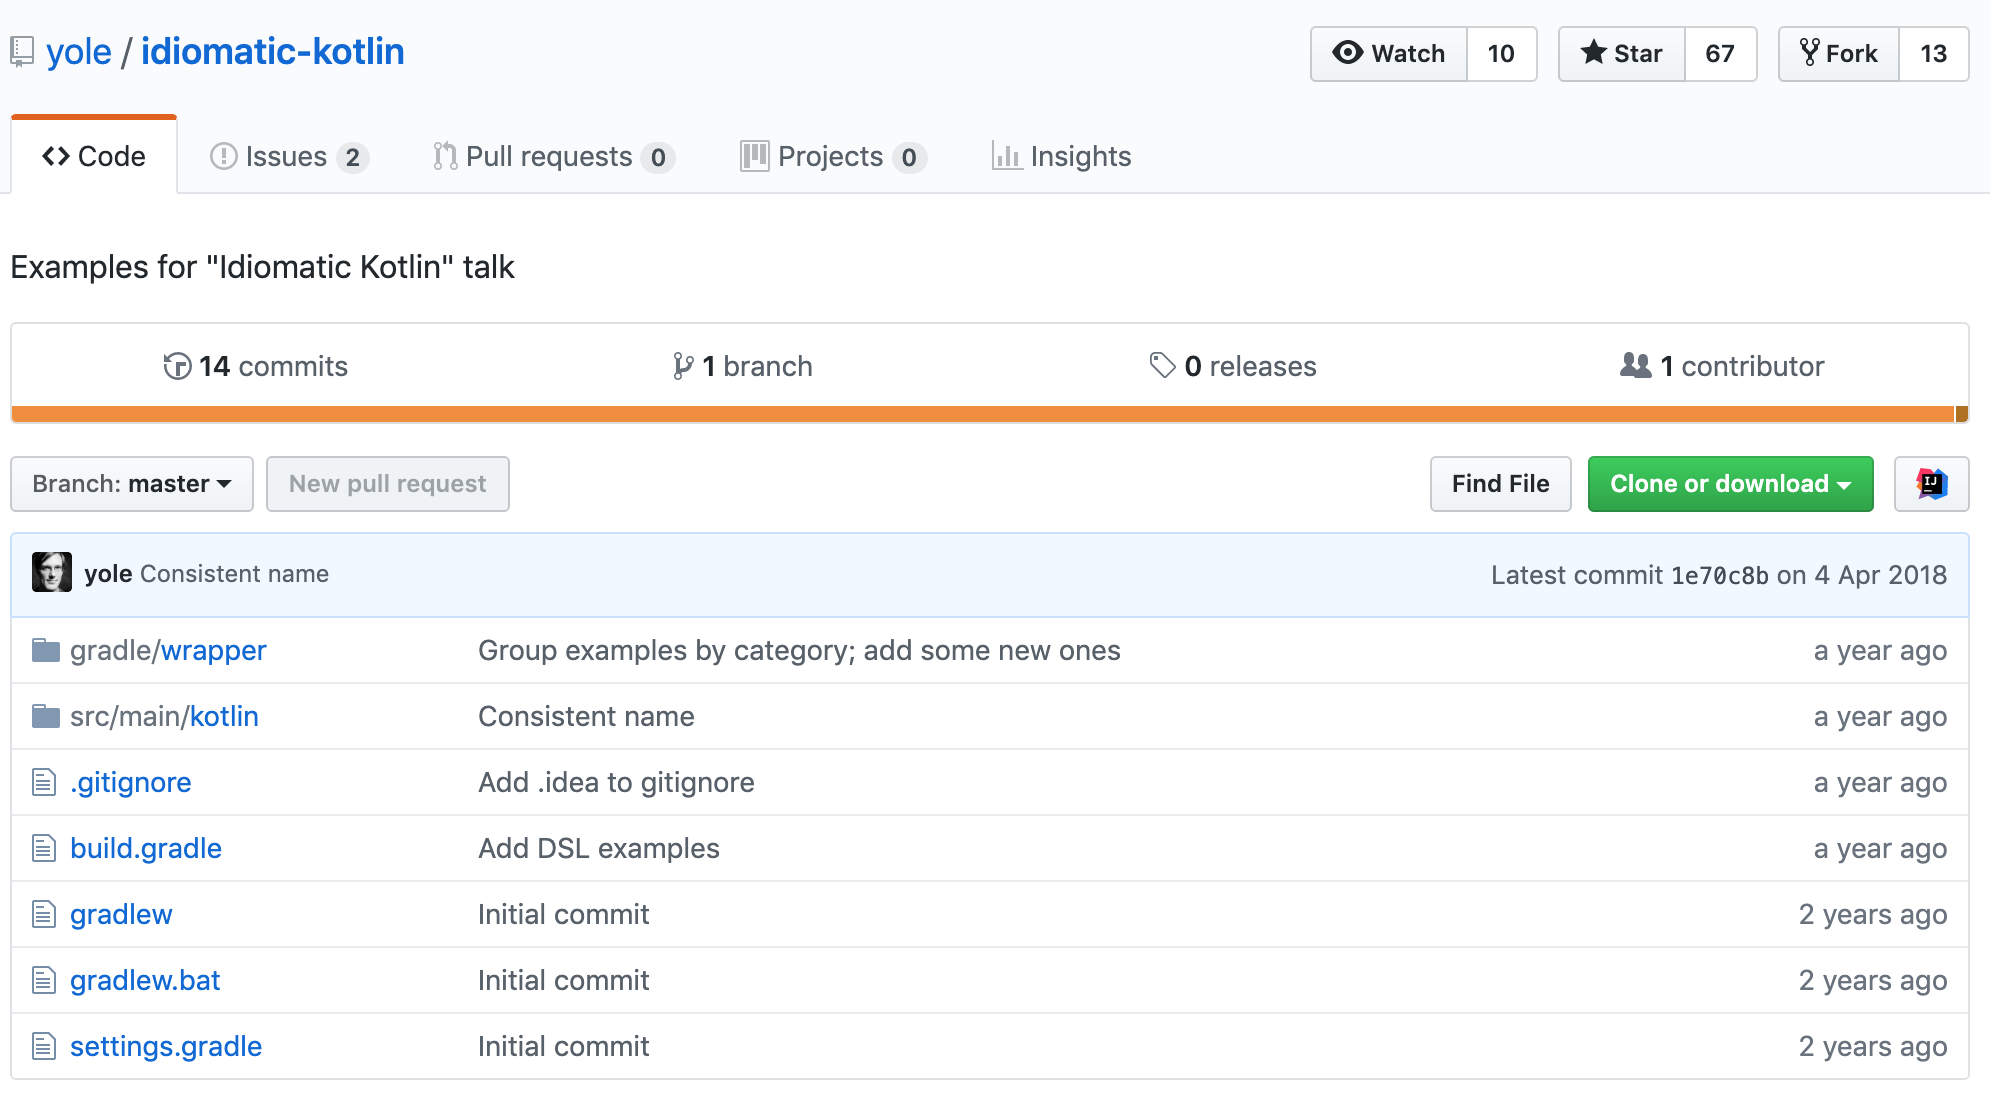 yole / idiomatic-kotlin
Watch 10 Star 67 Fork 13
Code Issues 2 Pull requests 0 Projects 0 Insights
Examples for "Idiomatic Kotlin" talk
14 commits 1 branch 0 releases 1 contributor
Branch: master New pull request Find File Clone or download IJ
yole Consistent name Latest commit 1e70c8b on 4 Apr 2018
gradle/wrapper Group examples by category; add some new ones a year ago
src/main/kotlin Consistent name a year ago
.gitignore Add .idea to gitignore a year ago
build.gradle Add DSL examples a year ago
gradlew Initial commit 2 years ago
gradlew.bat Initial commit 2 years ago
settings.gradle Initial commit 2 years ago